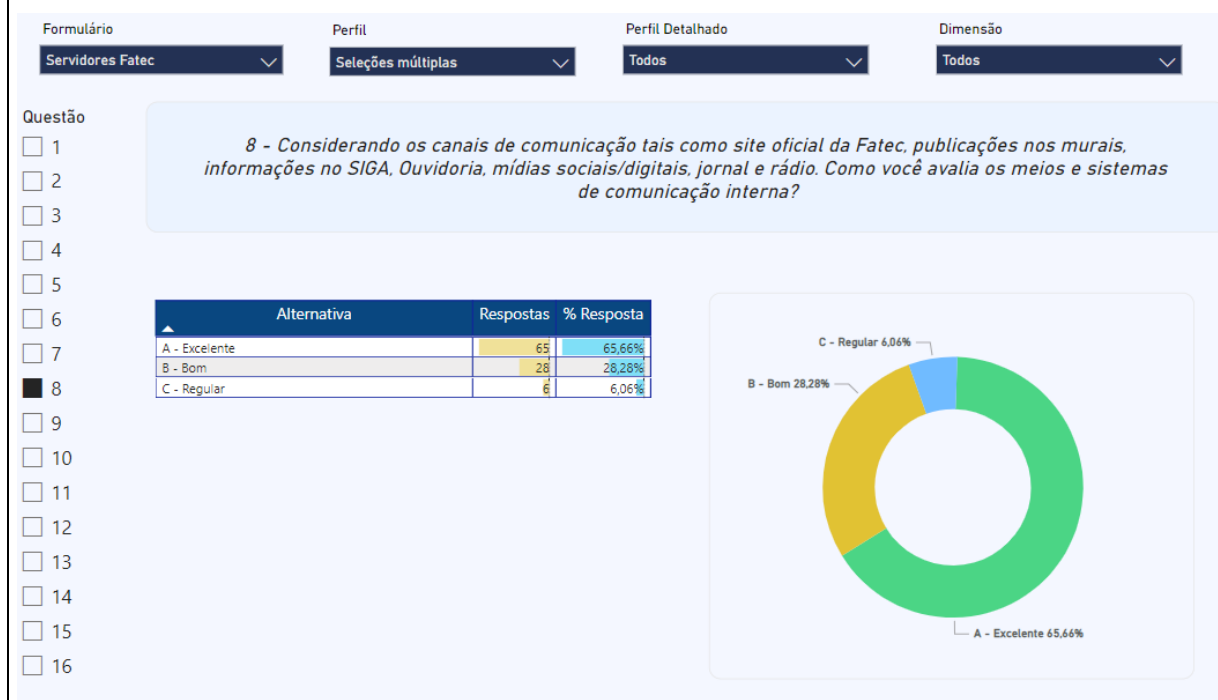 Formulário
Perfil
Perfil Detalhado
Dimensão
Servidores Fatec
Seleções múltiplas
Todos
Todos
Questão
1
2
3
4
5
6
7
8
9
10
11
12
13
14
15
16
8 - Considerando os canais de comunicação tais como site oficial da Fatec, publicações nos murais,
informações no SIGA, Ouvidoria, mídias sociais/digitais, jornal e rádio. Como você avalia os meios e sistemas
de comunicação interna?
Alternativa Respostas % Resposta
A - Excelente 65 65,66%
B - Bom 28 28,28%
C - Regular 6 6,06%
C - Regular 6,06%
B - Bom 28,28%
A - Excelente 65,66%